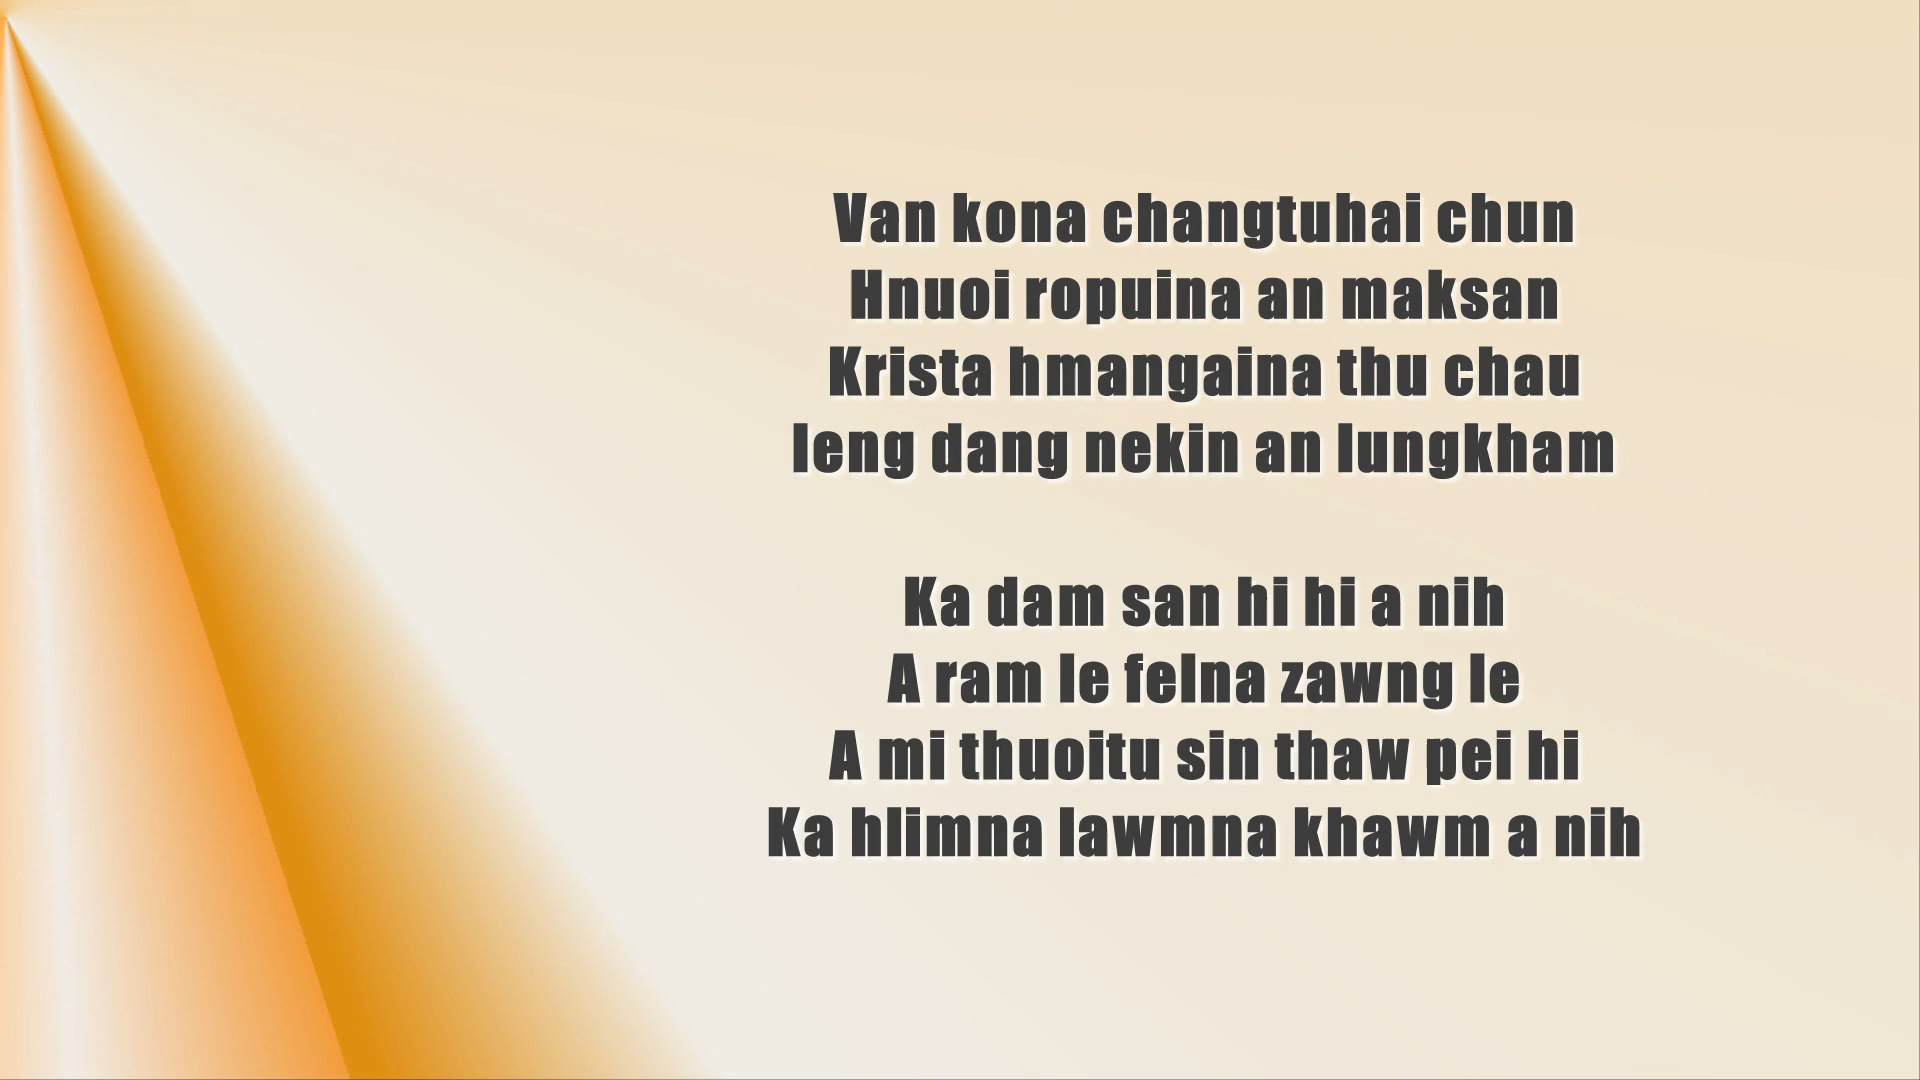 Van kona changtuhai chun
Hnuoi ropuina an maksan
Krista hmangaina thu chau
Ieng dang nekin an lungkham
Ka dam san hi hi a nih
A ram le felna zawng le
A mi thuoitu sin thaw pei hi
Ka hlimna lawmna khawm a nih